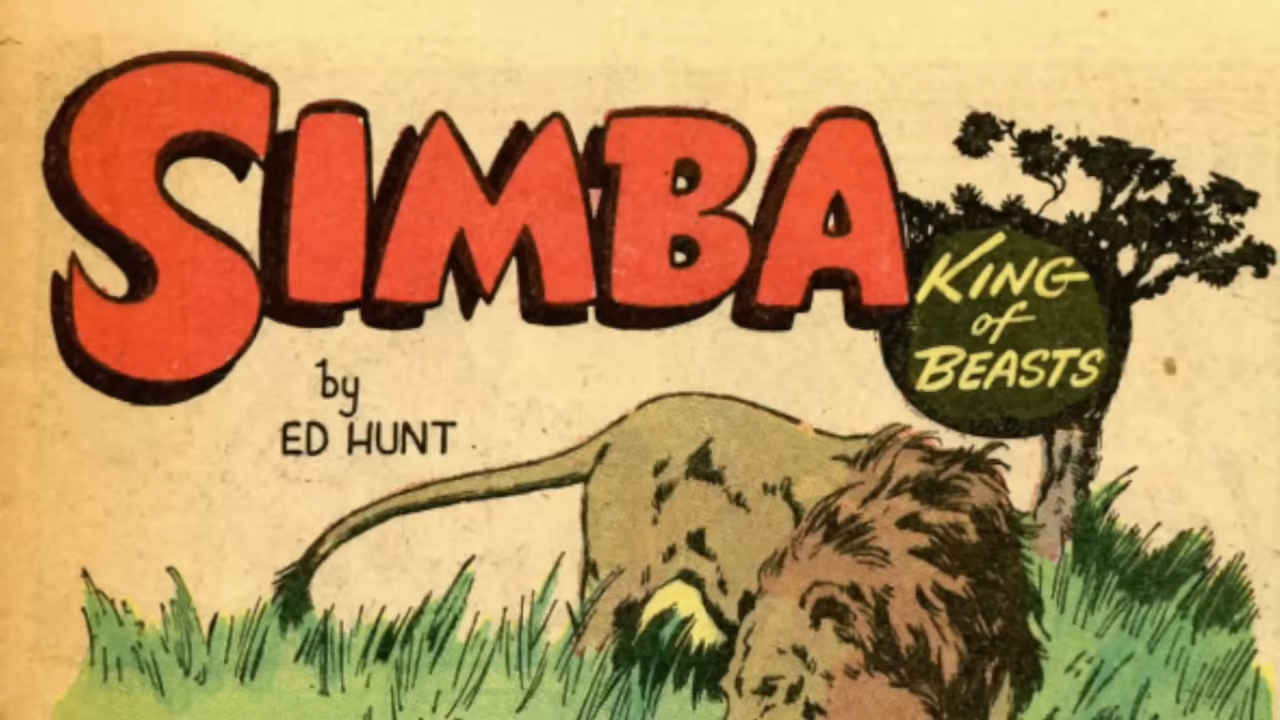 SIMBA
KING
of
BEASTS
by
ED HUNT